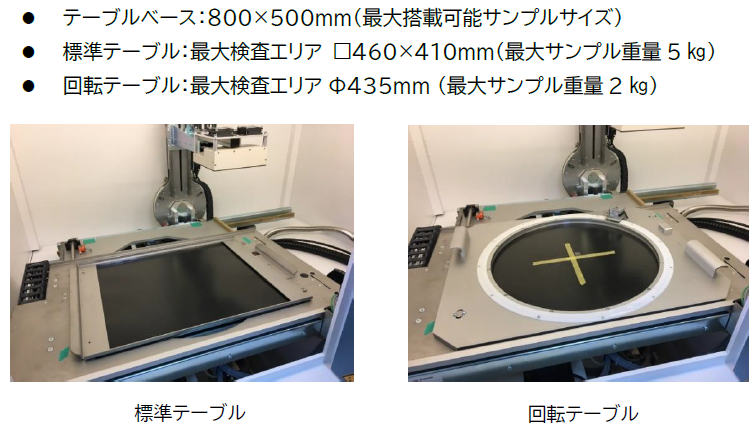 ● テーブルベース：800×500mm（最大搭載可能サンプルサイズ）
● 標準テーブル：最大検査エリア □460×410mm（最大サンプル重量５㎏）
● 回転テーブル：最大検査エリア Φ435mm （最大サンプル重量２㎏）
標準テーブル
回転テーブル